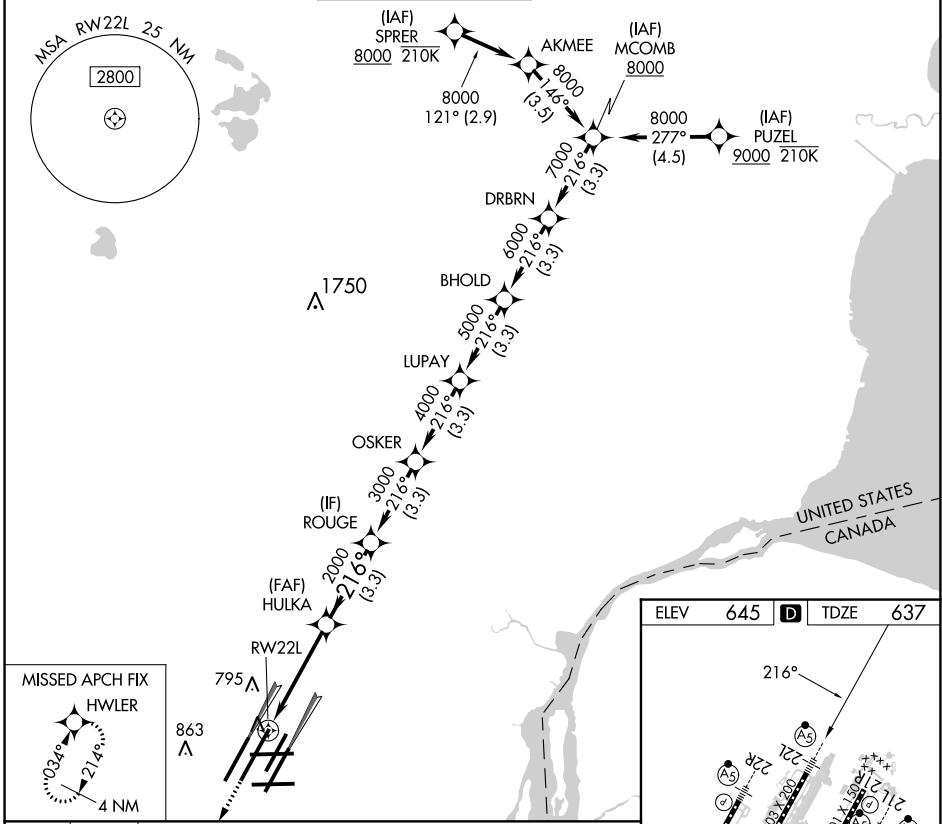 MSA RW22L 25 NM
2800
(IAF)
SPRER
8000 210K
AKMEE
8000
121° (2.9)
8000
146°
(3.5)
(IAF)
MCOMB
8000
8000
277°
(4.5)
(IAF)
PUZEL
9000 210K
7000
216°
(3.3)
DRBRN
6000
216°
(3.3)
BHOLD
1750
5000
216°
(3.3)
LUPAY
4000
216°
(3.3)
OSKER
3000
216°
(3.3)
(IF)
ROUGE
2000
216°
(3.3)
(FAF)
HULKA
RW22L
795
863
UNITED STATES
CANADA
MISSED APCH FIX
HWLER
034°
214°
4 NM
ELEV 645 D TDZE 637
216°
A5
22R
22L
A5
03 X 200
01 X 150
21L